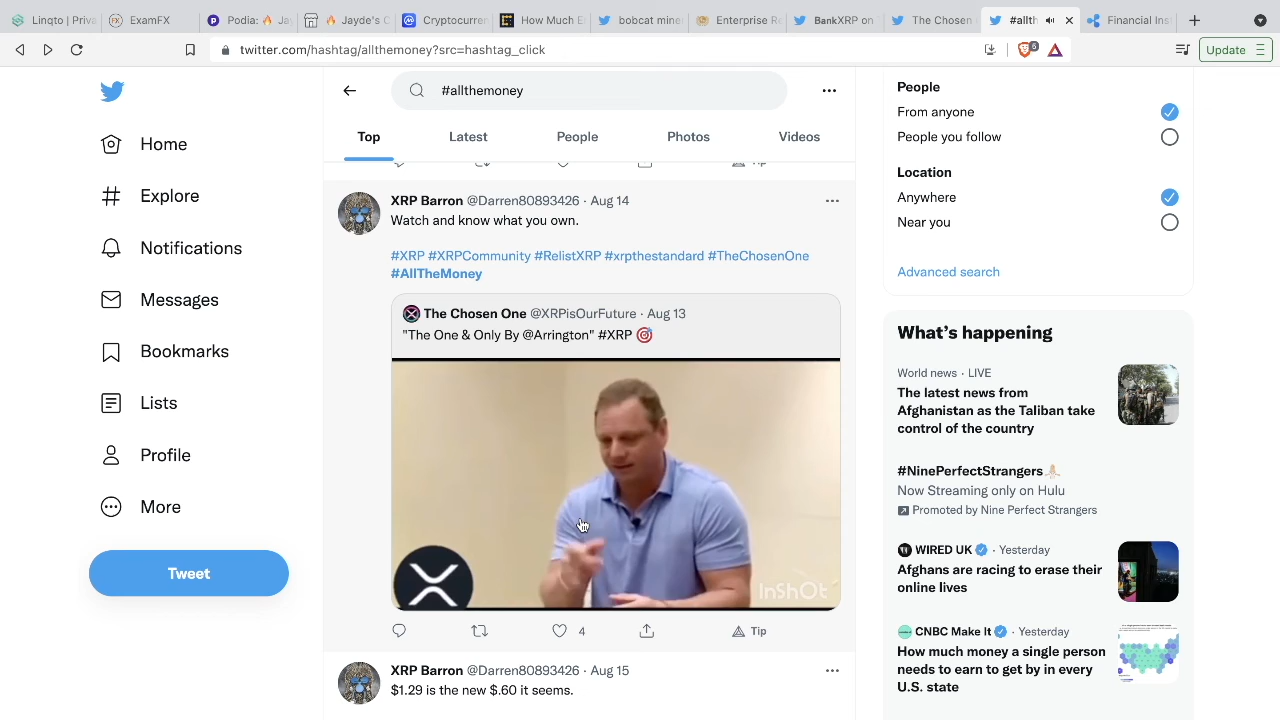 Linqto | Priva
ExamFX
Podia: 🔥 Ja
Jayde's C
Cryptocurren
How Much E
bobcat mine
Enterprise Ro
BankXRP on
The Chosen
#allth
Financial Ins
twitter.com/hashtag/allthemoney?src=hashtag_click
6
Update
#allthemoney
Top
Latest
People
Photos
Videos
Tip
Home
Explore
Notifications
Messages
Bookmarks
Lists
Profile
More
Tweet
XRP Barron @Darren80893426 · Aug 14
Watch and know what you own.
#XRP #XRPCommunity #RelistXRP #xrpthestandard #TheChosenOne
#AllTheMoney
The Chosen One @XRPisOurFuture · Aug 13
"The One & Only By @Arrington" #XRP 🎯
InShOt
4
Tip
XRP Barron @Darren80893426 · Aug 15
$1.29 is the new $.60 it seems.
People
From anyone
People you follow
Location
Anywhere
Near you
Advanced search
What's happening
World news · LIVE
The latest news from
Afghanistan as the Taliban take
control of the country
#NinePerfectStrangers
Now Streaming only on Hulu
Promoted by Nine Perfect Strangers
WIRED UK · Yesterday
Afghans are racing to erase their
online lives
CNBC Make It · Yesterday
How much money a single person
needs to earn to get by in every
U.S. state